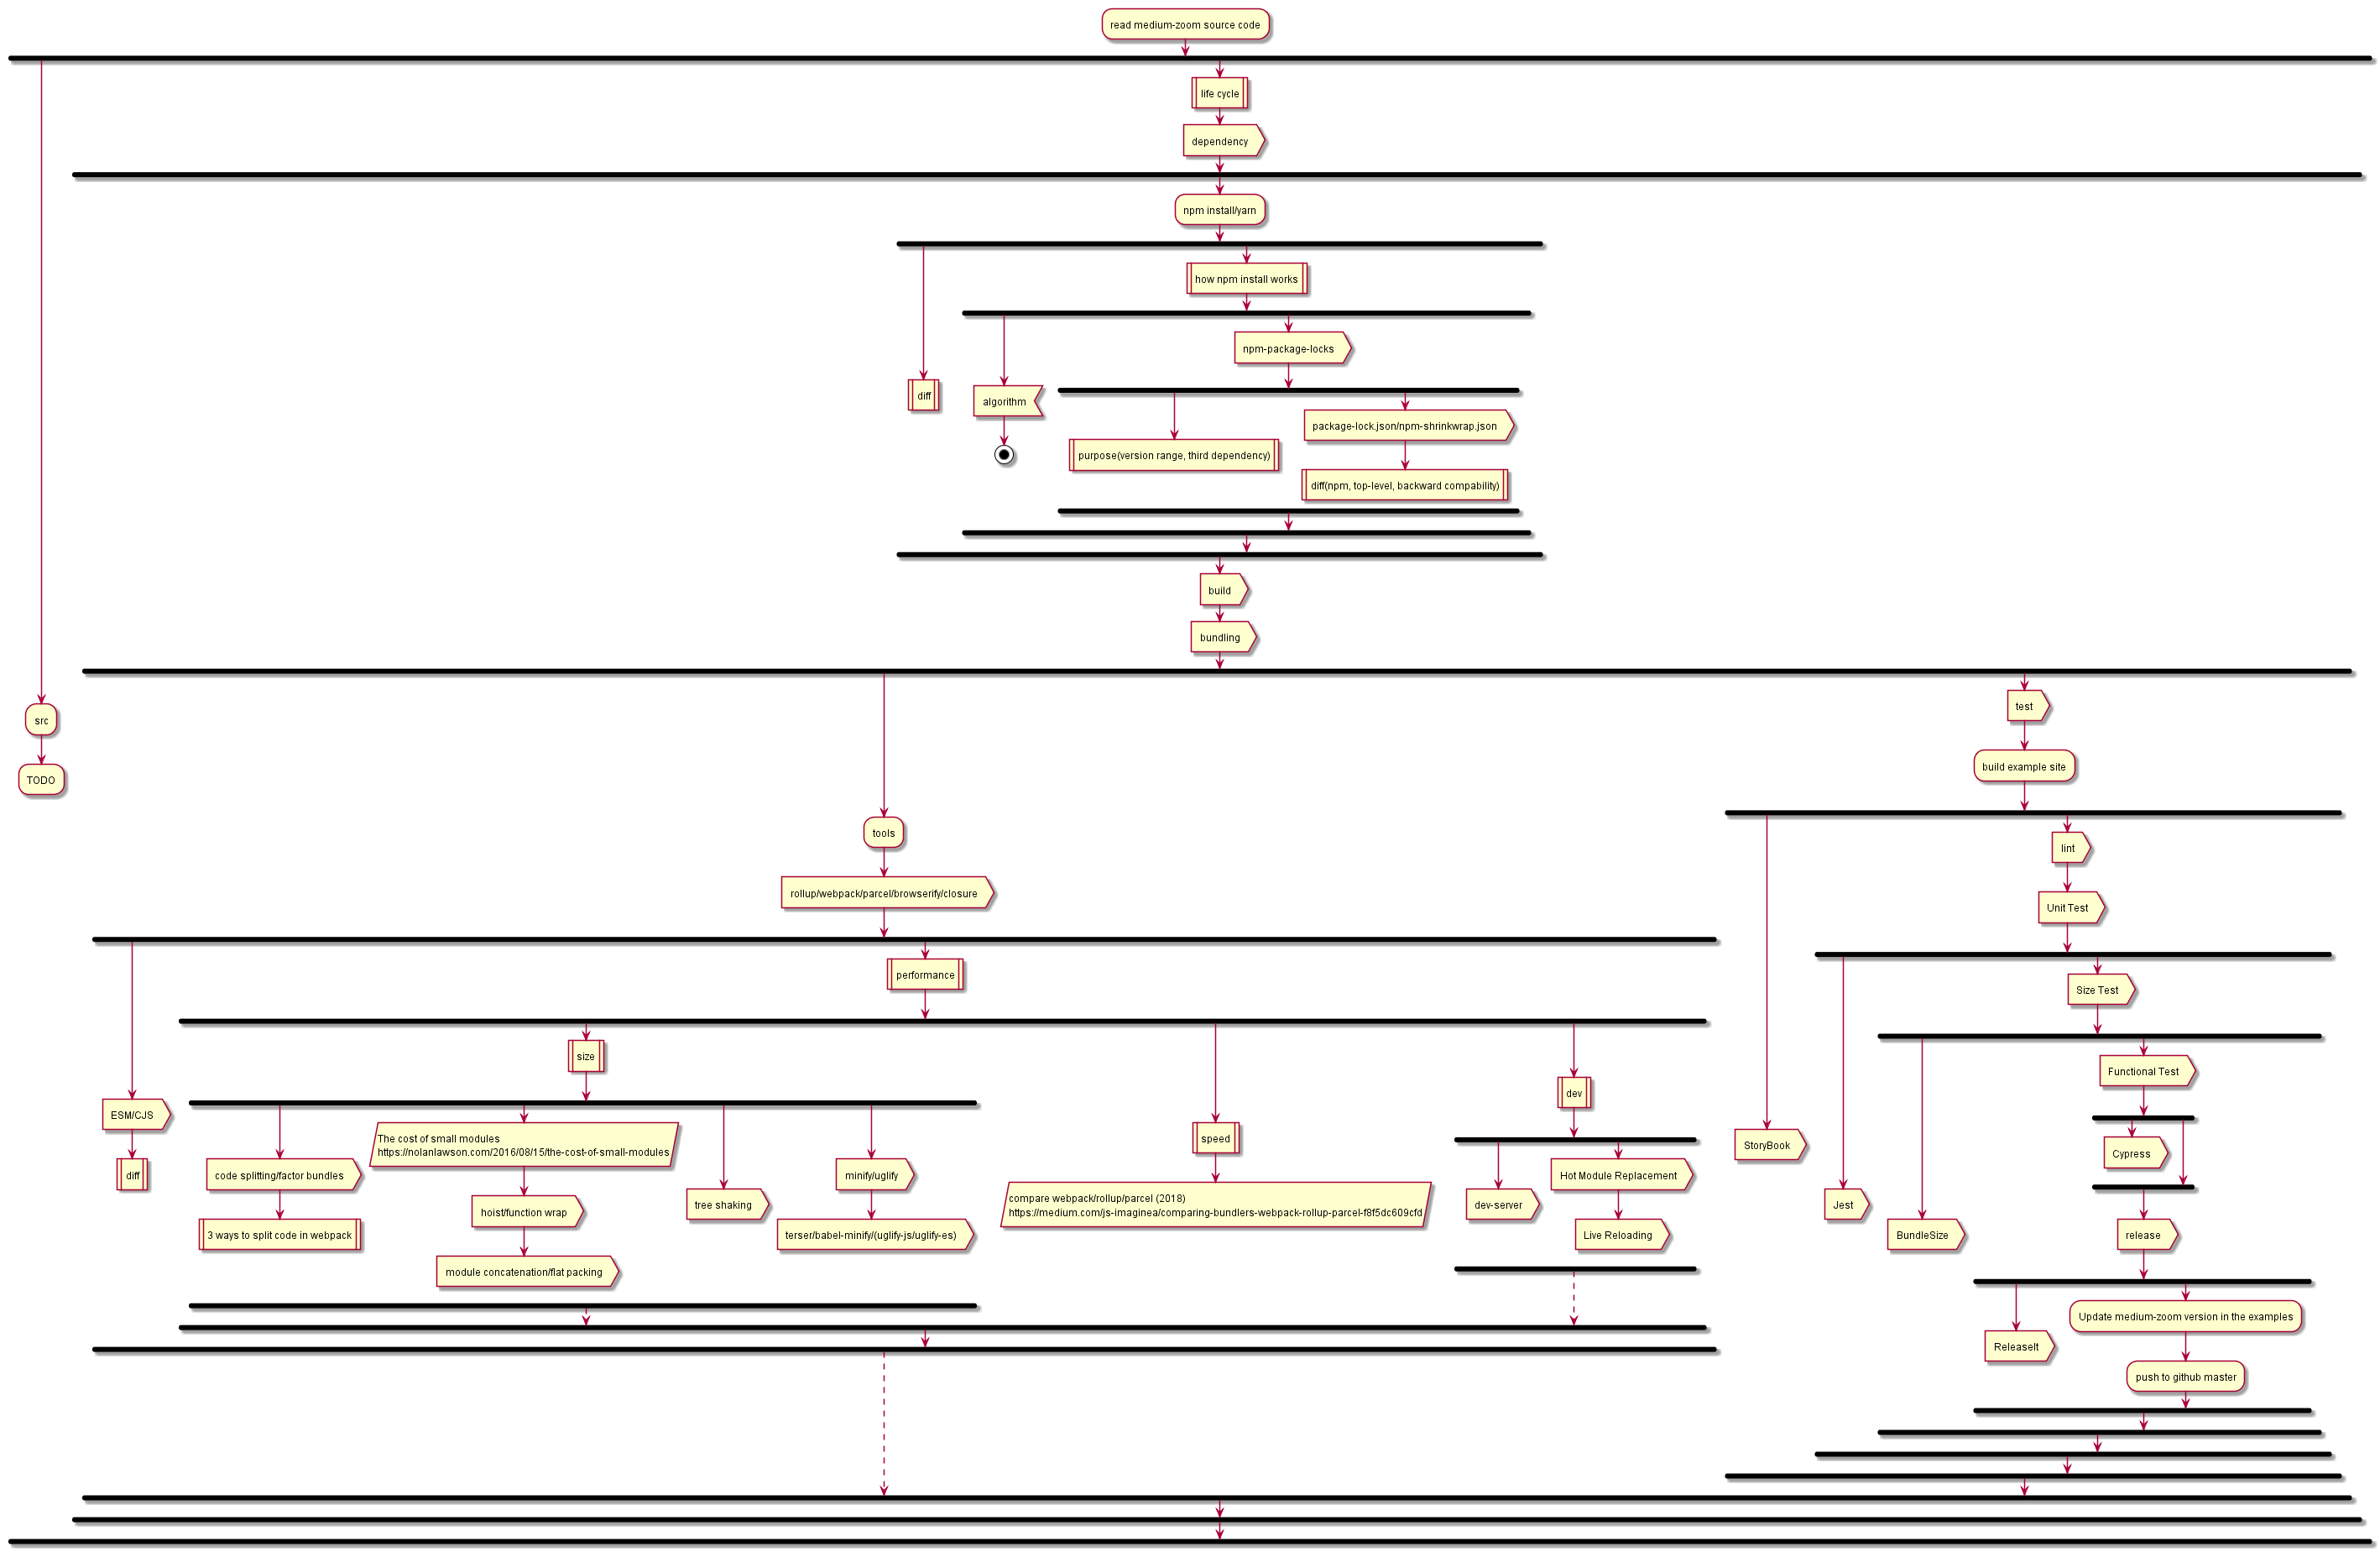 read medium-zoom source code
life cycle
dependency
npm install/yarn
how npm install works
npm-package-locks
diff
algorithm
package-lock.json/npm-shrinkwrap.json
purpose(version range, third dependency)
diff(npm, top-level, backward compability)
build
bundling
src
TODO
test
build example site
tools
rollup/webpack/parcel/browserify/closure
lint
Unit Test
performance
Size Test
size
Functional Test
dev
ESM/CJS
diff
The cost of small modules
https://nolanlawson.com/2016/08/15/the-cost-of-small-modules
code splitting/factor bundles
3 ways to split code in webpack
hoist/function wrap
module concatenation/flat packing
tree shaking
minify/uglify
terser/babel-minify/(uglify-js/uglify-es)
speed
compare webpack/rollup/parcel (2018)
https://medium.com/js-imaginea/comparing-bundlers-webpack-rollup-parcel-f8f5dc609cfd
dev-server
Hot Module Replacement
Live Reloading
StoryBook
Jest
BundleSize
Cypress
release
ReleaseIt
Update medium-zoom version in the examples
push to github master